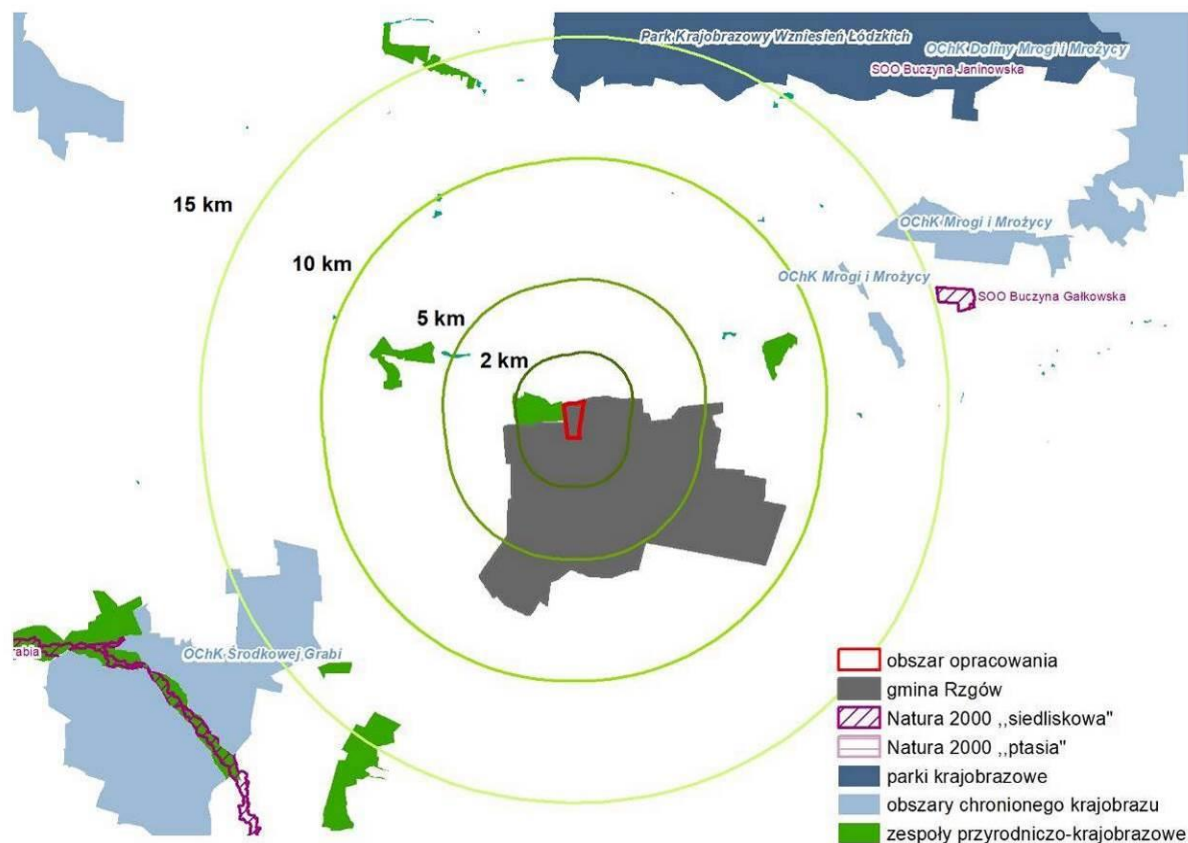 Park Krajobrazowy Wzniesień Łódzkich
OChK Doliny Mrogi i Mrożycy
SOO Buczyna Janinowska
15 km
OChK Mrogi i Mrożycy
10 km
OChK Mrogi i Mrożycy
SOO Buczyna Gałkowska
5 km
2 km
rabia
OChK Środkowej Grabi
obszar opracowania
gmina Rzgów
Natura 2000 ,,siedliskowa"
Natura 2000 ,,ptasia"
parki krajobrazowe
obszary chronionego krajobrazu
zespoły przyrodniczo-krajobrazowe